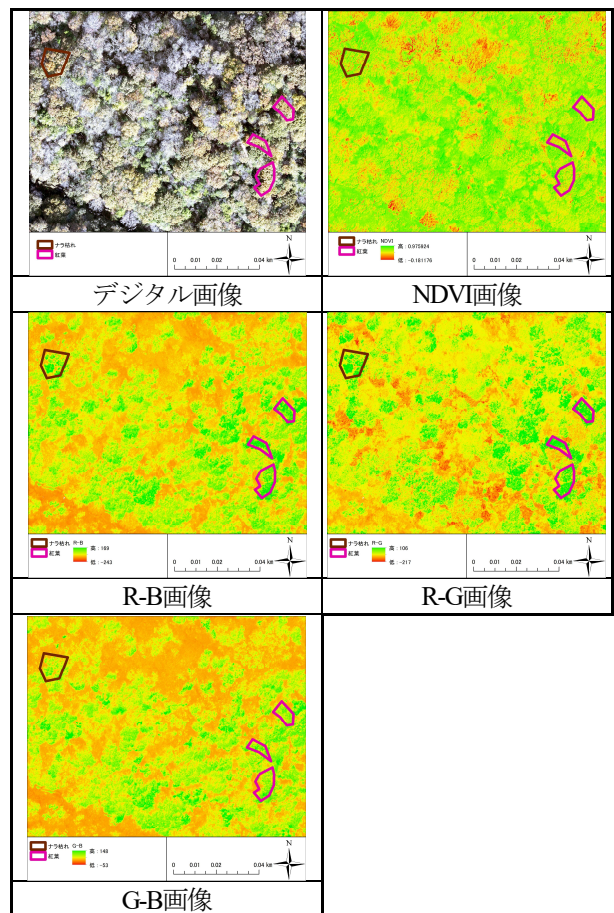 ナラ枯れ
紅葉
0 0.01 0.02 0.04 km
N
デジタル画像
ナラ枯れ NDVI
紅葉
高 : 0.975924
低 : -0.181176
0 0.01 0.02 0.04 km
N
NDVI画像
ナラ枯れ R-B
紅葉
高 : 169
低 : -243
0 0.01 0.02 0.04 km
N
R-B画像
ナラ枯れ R-G
紅葉
高 : 106
低 : -217
0 0.01 0.02 0.04 km
N
R-G画像
ナラ枯れ G-B
紅葉
高 : 148
低 : -53
0 0.01 0.02 0.04 km
N
G-B画像